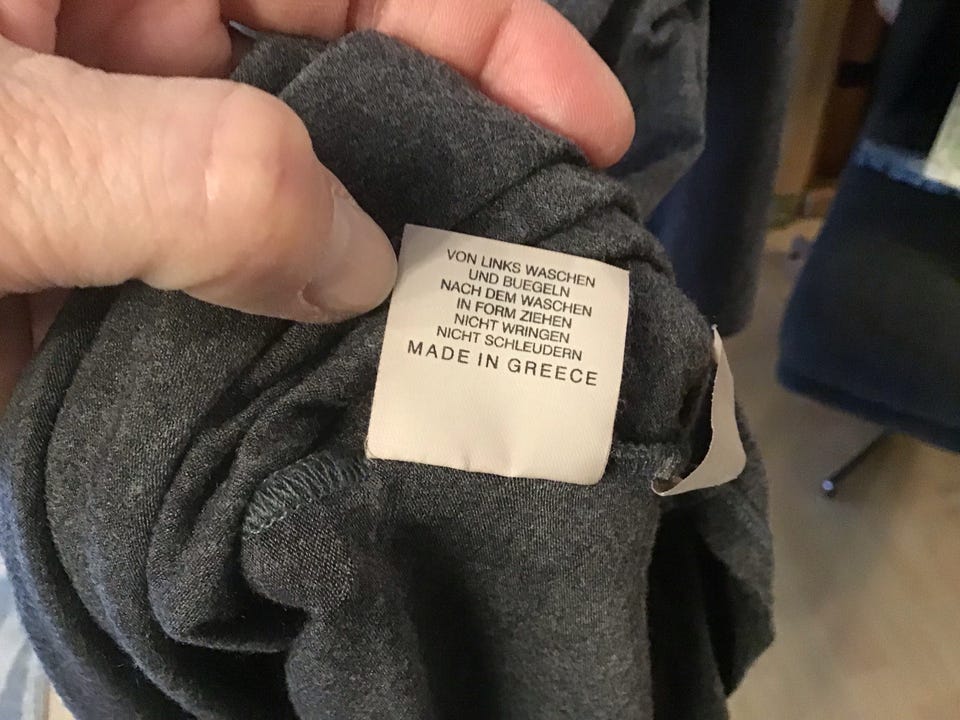 VON LINKS WASCHEN
UND BUEGELN
NACH DEM WASCHEN
IN FORM ZIEHEN
NICHT WRINGEN
NICHT SCHLEUDERN
MADE IN GREECE